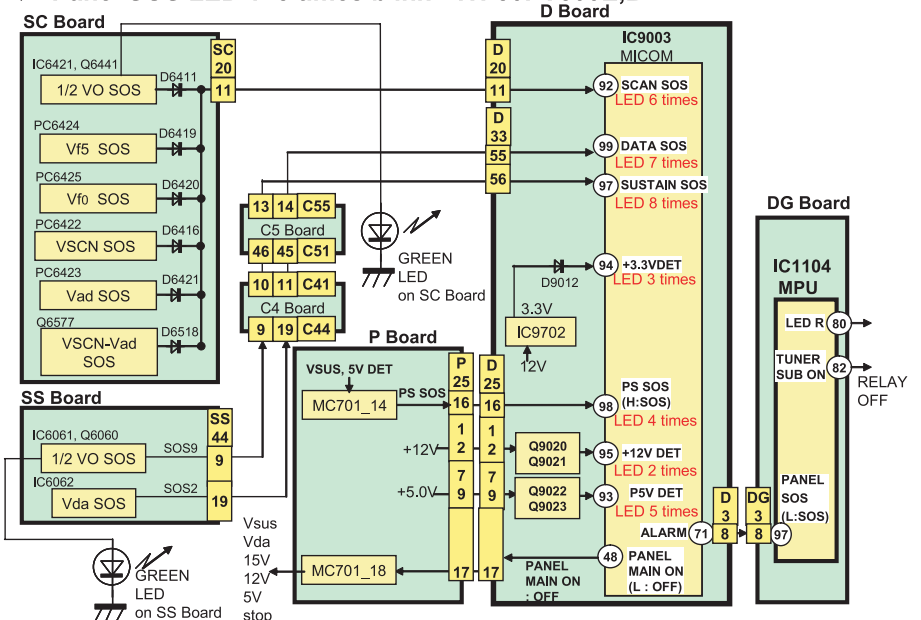 SC Board
D Board
IC6421, Q6441
1/2 VO SOS
D6411
SC
20
11
PC6424
Vf5 SOS
D6419
PC6425
Vf0 SOS
D6420
PC6422
VSCN SOS
D6416
PC6423
Vad SOS
D6421
Q6577
VSCN-Vad
SOS
D6518
SS Board
IC6061, Q6060
1/2 VO SOS
SOS9
IC6062
Vda SOS
SOS2
SS
44
9
19
GREEN
LED
on SS Board
13 14 C55
C5 Board
46 45 C51
10 11 C41
C4 Board
9 19 C44
GREEN
LED
on SC Board
P Board
VSUS, 5V DET
MC701_14
PS SOS
+12V
+5.0V
MC701_18
Vsus
Vda
15V
12V
5V
stop
P
25
16
1
2
7
9
17
D
20
11
D
33
55
56
D
25
16
1
2
7
9
17
IC9003
MICOM
92 SCAN SOS
LED 6 times
99 DATA SOS
LED 7 times
97 SUSTAIN SOS
LED 8 times
94 +3.3VDET
LED 3 times
D9012
3.3V
IC9702
12V
PS SOS
98 (H:SOS)
LED 4 times
Q9020
Q9021
95 +12V DET
LED 2 times
Q9022
Q9023
93 P5V DET
LED 5 times
ALARM 71
48 PANEL
MAIN ON
(L : OFF)
PANEL
MAIN ON
: OFF
D
3
8
DG
3
8
DG Board
IC1104
MPU
LED R 80
TUNER
SUB ON
82
RELAY
OFF
PANEL
SOS
(L:SOS)
97